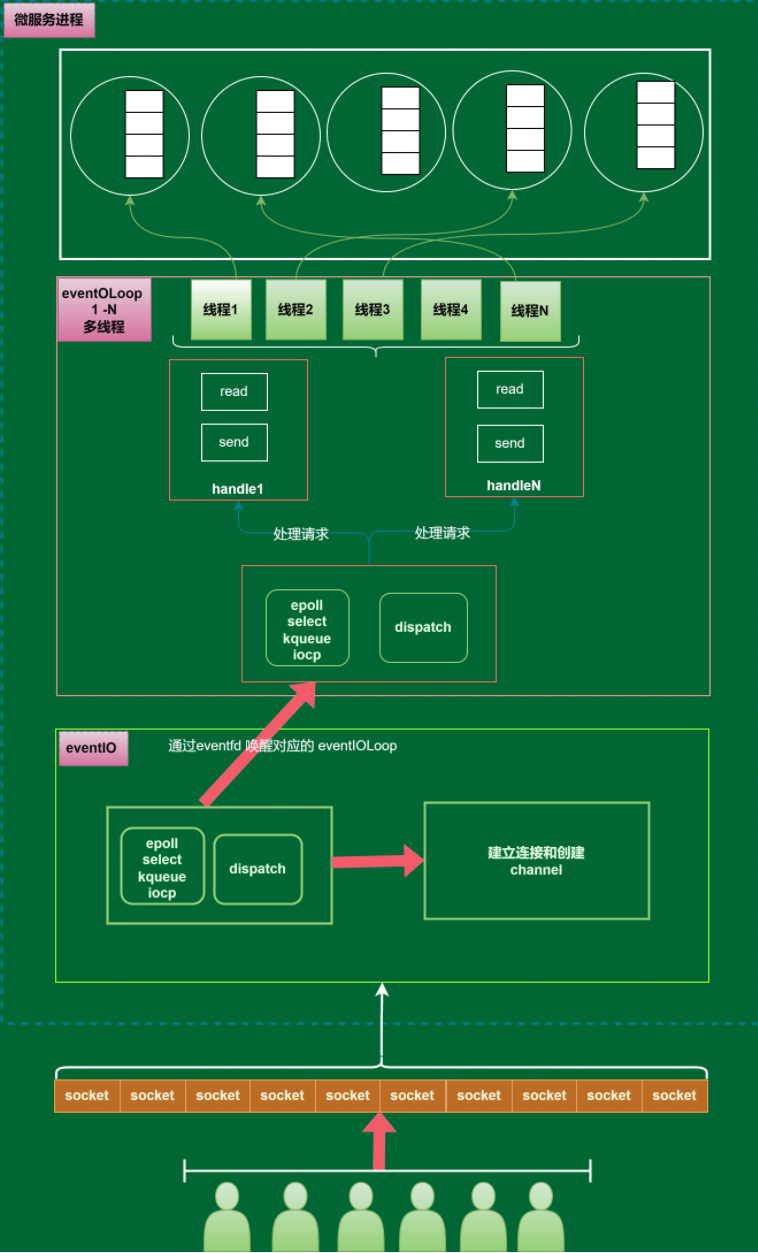 微服务进程
eventOLoop
1 -N
多线程
线程1
线程2
线程3
线程4
线程N
read
send
handle1
read
send
handleN
处理请求
处理请求
epoll
select
kqueue
iocp
dispatch
eventIO
通过eventfd 唤醒对应的 eventIOLoop
epoll
select
kqueue
iocp
dispatch
建立连接和创建
channel
socket
socket
socket
socket
socket
socket
socket
socket
socket
socket